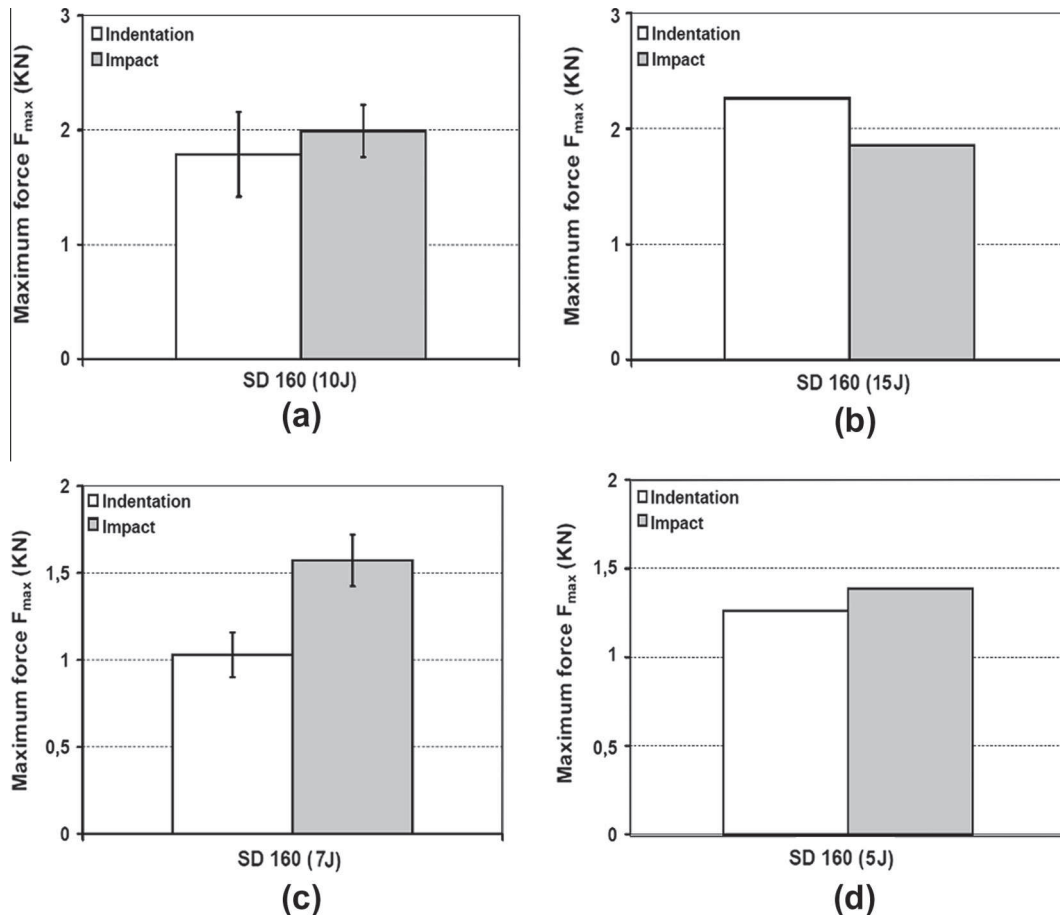 3
Indentation
Impact
2
1
0
Maximum force Fmax (KN)
SD 160 (10J)
(a)
3
Indentation
Impact
2
1
0
Maximum force Fmax (KN)
SD 160 (15J)
(b)
2
Indentation
Impact
1,5
1
0,5
0
Maximum force Fmax (KN)
SD 160 (7J)
(c)
2
Indentation
Impact
1,5
1
0,5
0
Maximum force Fmax (KN)
SD 160 (5J)
(d)